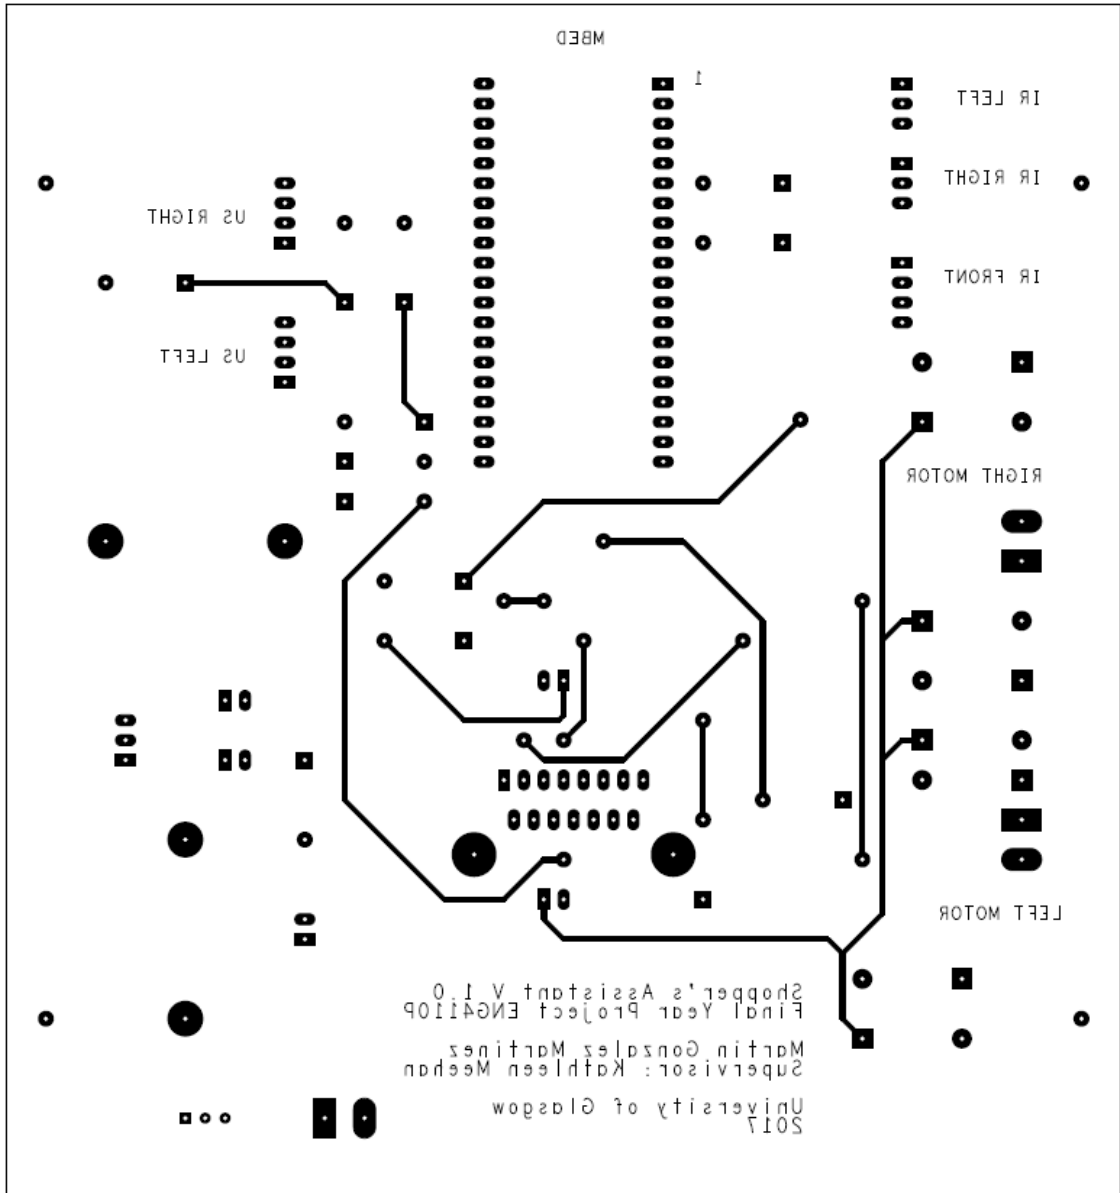 MBED
1
IR LEFT
IR RIGHT
US RIGHT
IR FRONT
US LEFT
RIGHT MOTOR
LEFT MOTOR
Shopper's Assistant V 1.0
Final Year Project ENG4110P
Martin Gonzalez Martinez
Supervisor: Kathleen Meehan
University of Glasgow
2017